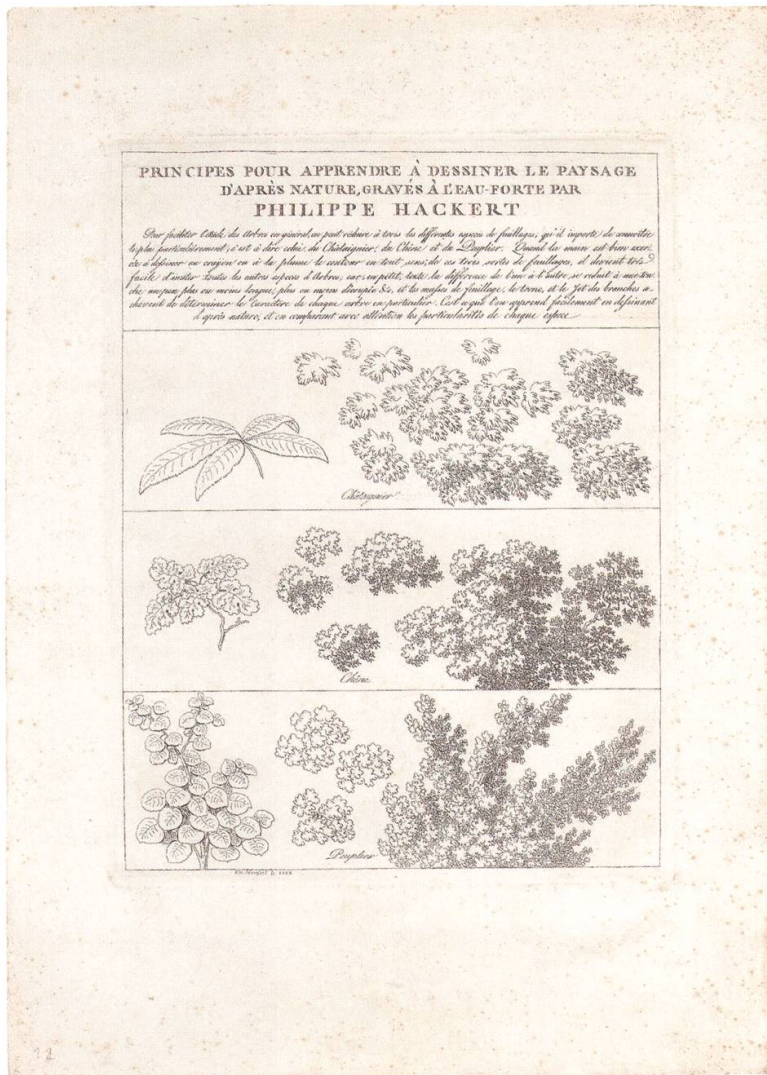 PRINCIPES POUR APPRENDRE À DESSINER LE PAYSAGE
D'APRÈS NATURE, GRAVÉS À L'EAU-FORTE PAR
PHILIPPE HACKERT
Pour faciliter l'étude des Arbres en général, on peut réduire à trois les différentes espèces de feuillages, qu'il importe de connoître
le plus particulièrement; c'est à dire celui du Châtaignier, du Chêne, et du Peuplier. Quand la main est bien exer-
cée à dessiner au crayon ou à la plume le contour en tout sens, de ces trois sortes de feuillages, il devient très
facile d'imiter toutes les autres espèces d'Arbres, car en petit, toute la difference de l'un à l'autre, se reduit à une tou-
che un peu plus ou moins longue, plus ou moins découpée &c, et les masses de feuillage, le tronc, et le Jet des branches a-
chevent de déterminer le Caractère de chaque arbre en particulier. C'est ce que l'on apprend facilement en dessinant
d'après nature, et en comparant avec attention les particularités de chaque espece
Châtaignier
Chêne
Peuplier